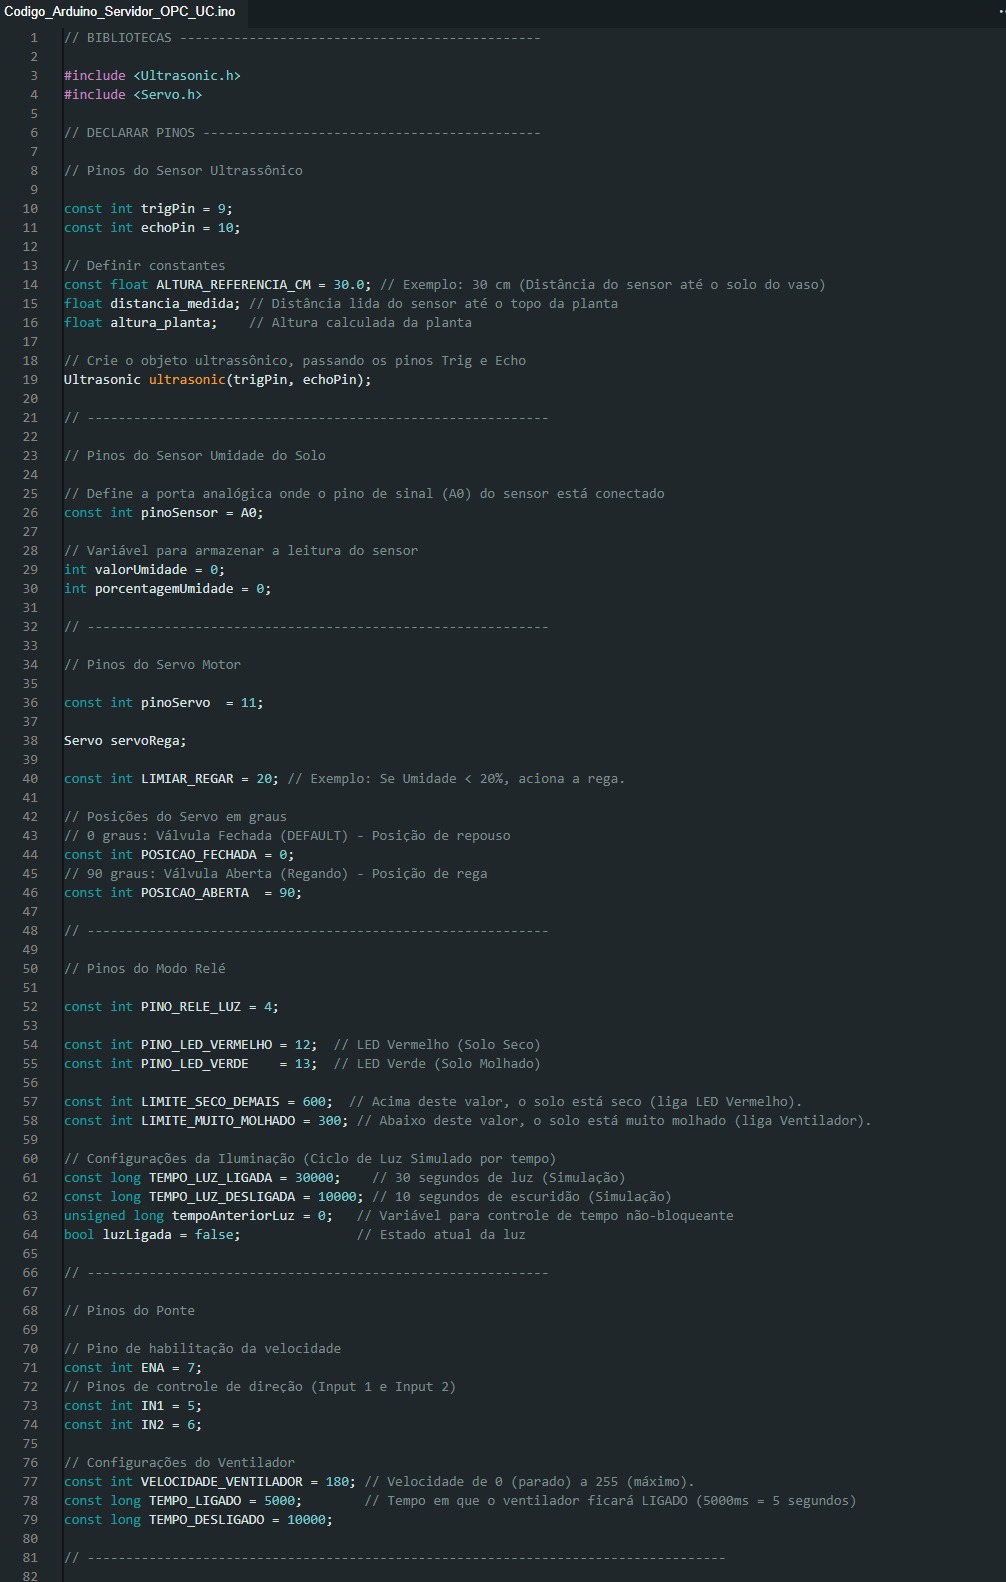 Codigo_Arduino_Servidor_OPC_UC.ino
1 // BIBLIOTECAS -----------------------------------------------
2
3 #include <Ultrasonic.h>
4 #include <Servo.h>
5
6 // DECLARAR PINOS --------------------------------------------
7
8 // Pinos do Sensor Ultrassônico
9
10 const int trigPin = 9;
11 const int echoPin = 10;
12
13 // Definir constantes
14 const float ALTURA_REFERENCIA_CM = 30.0; // Exemplo: 30 cm (Distância do sensor até o solo do vaso)
15 float distancia_medida; // Distância lida do sensor até o topo da planta
16 float altura_planta;    // Altura calculada da planta
17
18 // Crie o objeto ultrassônico, passando os pinos Trig e Echo
19 Ultrasonic ultrasonic(trigPin, echoPin);
20
21 // ------------------------------------------------------------
22
23 // Pinos do Sensor Umidade do Solo
24
25 // Define a porta analógica onde o pino de sinal (A0) do sensor está conectado
26 const int pinoSensor = A0;
27
28 // Variável para armazenar a leitura do sensor
29 int valorUmidade = 0;
30 int porcentagemUmidade = 0;
31
32 // ------------------------------------------------------------
33
34 // Pinos do Servo Motor
35
36 const int pinoServo  = 11;
37
38 Servo servoRega;
39
40 const int LIMIAR_REGAR = 20; // Exemplo: Se Umidade < 20%, aciona a rega.
41
42 // Posições do Servo em graus
43 // 0 graus: Válvula Fechada (DEFAULT) - Posição de repouso
44 const int POSICAO_FECHADA = 0;
45 // 90 graus: Válvula Aberta (Regando) - Posição de rega
46 const int POSICAO_ABERTA  = 90;
47
48 // ------------------------------------------------------------
49
50 // Pinos do Modo Relé
51
52 const int PINO_RELE_LUZ = 4;
53
54 const int PINO_LED_VERMELHO = 12;  // LED Vermelho (Solo Seco)
55 const int PINO_LED_VERDE    = 13;  // LED Verde (Solo Molhado)
56
57 const int LIMITE_SECO_DEMAIS = 600;  // Acima deste valor, o solo está seco (liga LED Vermelho).
58 const int LIMITE_MUITO_MOLHADO = 300; // Abaixo deste valor, o solo está muito molhado (liga Ventilador).
59
60 // Configurações da Iluminação (Ciclo de Luz Simulado por tempo)
61 const long TEMPO_LUZ_LIGADA = 30000;    // 30 segundos de luz (Simulação)
62 const long TEMPO_LUZ_DESLIGADA = 10000; // 10 segundos de escuridão (Simulação)
63 unsigned long tempoAnteriorLuz = 0;   // Variável para controle de tempo não-bloqueante
64 bool luzLigada = false;               // Estado atual da luz
65
66 // ------------------------------------------------------------
67
68 // Pinos do Ponte
69
70 // Pino de habilitação da velocidade
71 const int ENA = 7;
72 // Pinos de controle de direção (Input 1 e Input 2)
73 const int IN1 = 5;
74 const int IN2 = 6;
75
76 // Configurações do Ventilador
77 const int VELOCIDADE_VENTILADOR = 180; // Velocidade de 0 (parado) a 255 (máximo).
78 const long TEMPO_LIGADO = 5000;        // Tempo em que o ventilador ficará LIGADO (5000ms = 5 segundos)
79 const long TEMPO_DESLIGADO = 10000;
80
81 // -----------------------------------------------------------------------------------
82